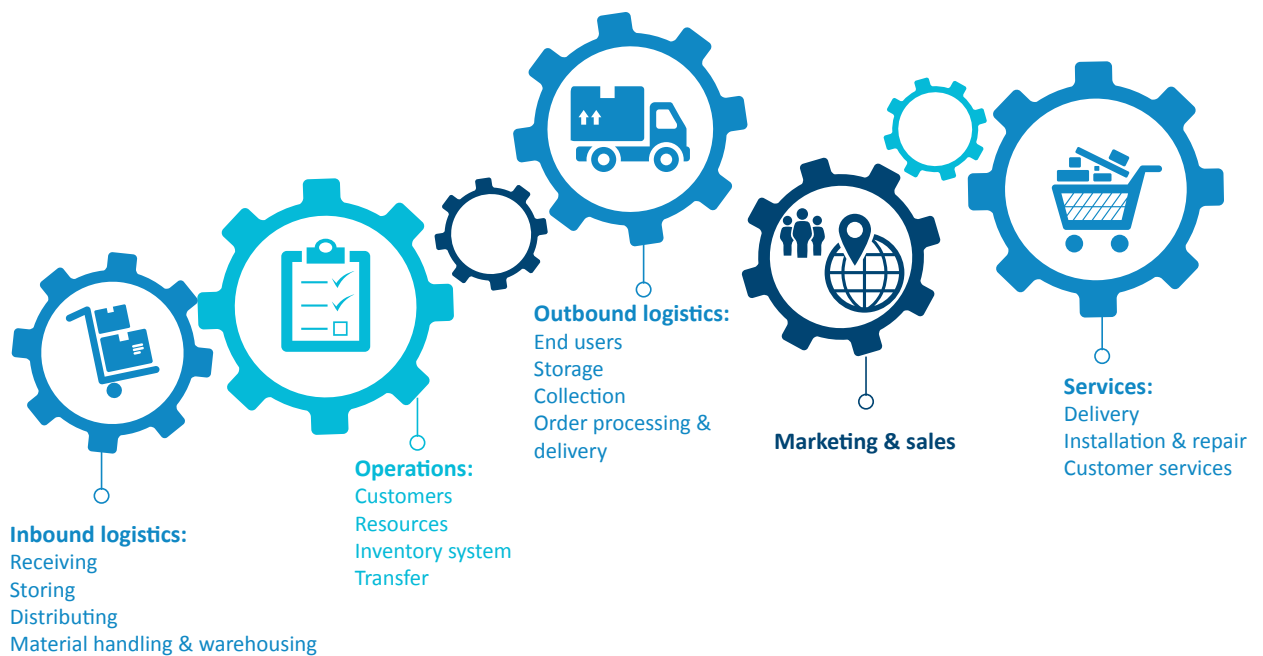 Inbound logistics:
Receiving
Storing
Distributing
Material handling & warehousing
Operations:
Customers
Resources
Inventory system
Transfer
Outbound logistics:
End users
Storage
Collection
Order processing &
delivery
Marketing & sales
Services:
Delivery
Installation & repair
Customer services